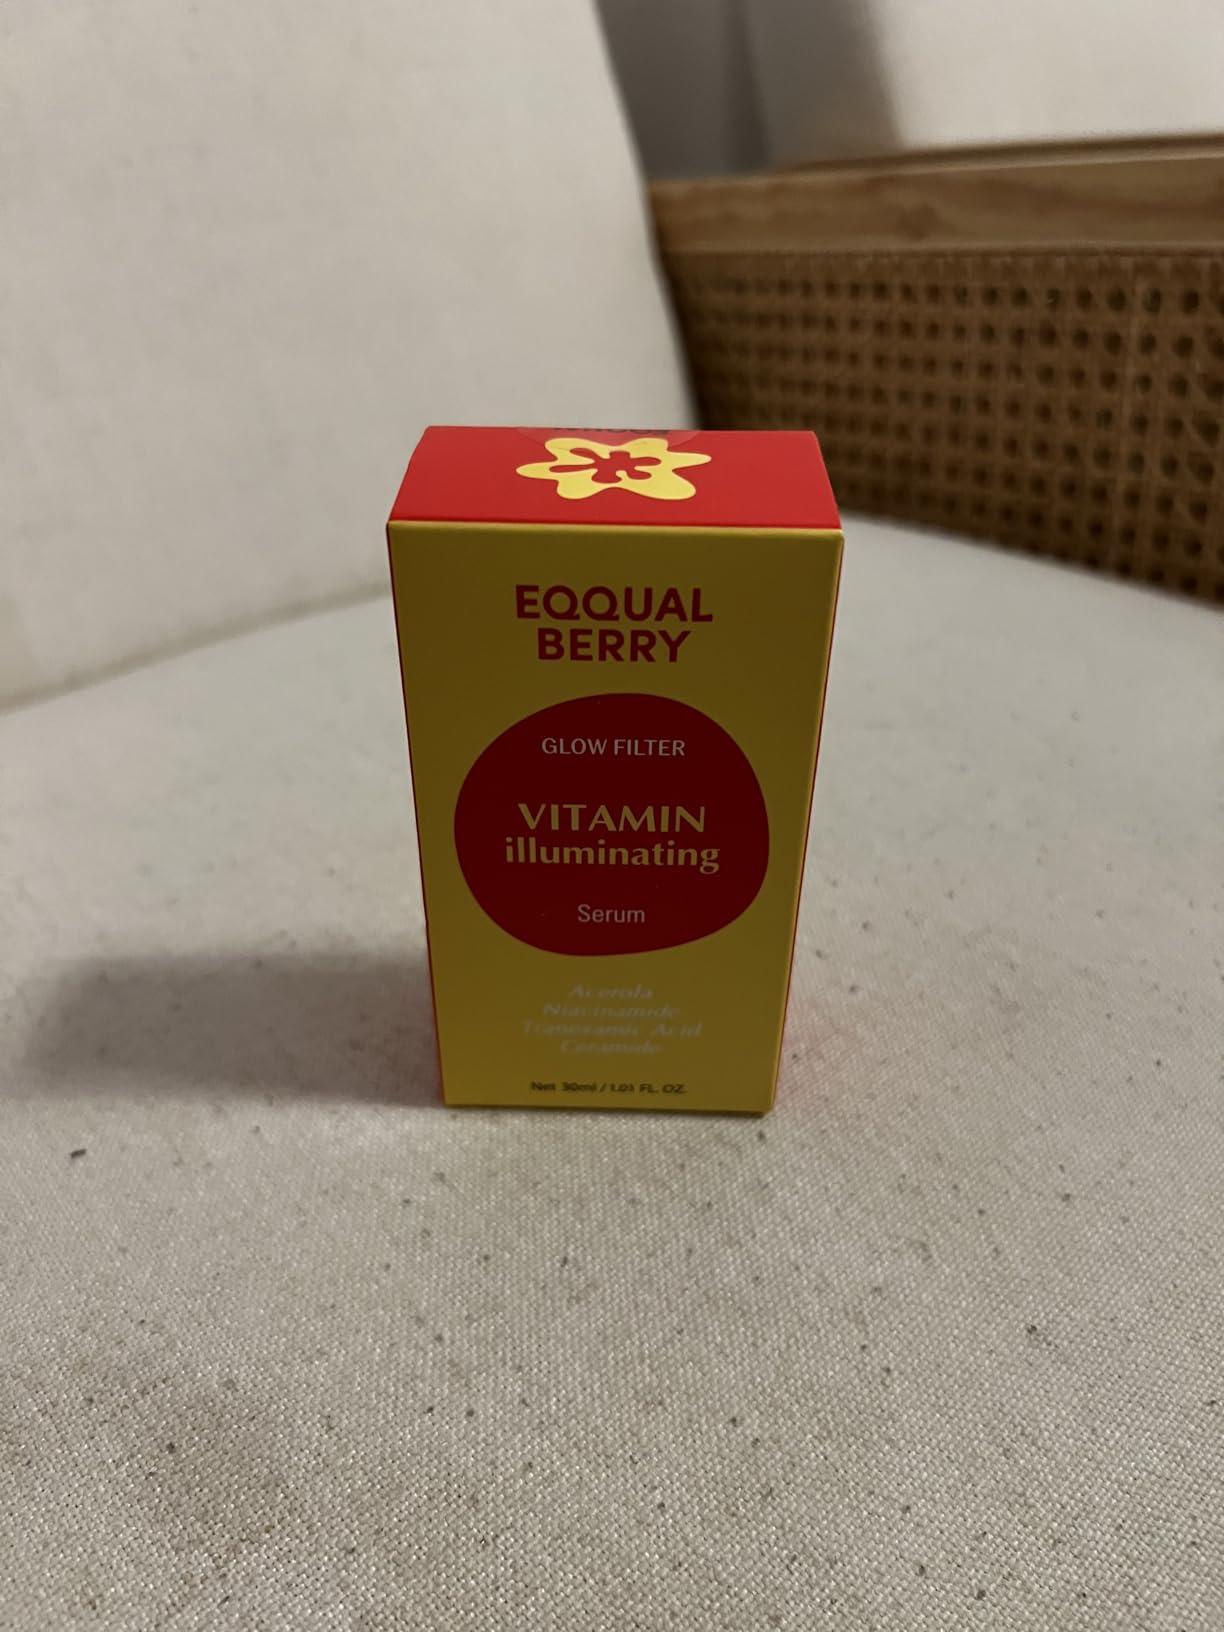 EQQUAL
BERRY
GLOW FILTER
VITAMIN
illuminating
Serum
Acerola
Niacinamide
Tranexamic Acid
Ceramide
Net 30ml / 1.01 FL. OZ.